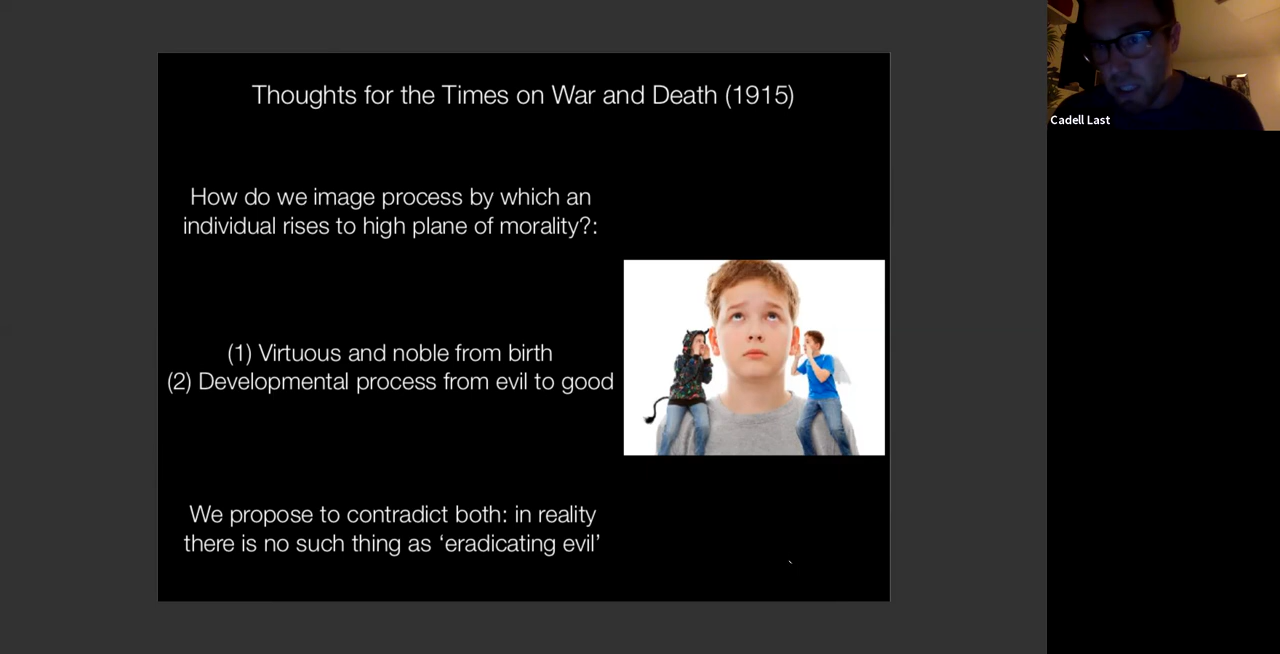 Thoughts for the Times on War and Death (1915)
How do we image process by which an
individual rises to high plane of morality?:
(1) Virtuous and noble from birth
(2) Developmental process from evil to good
We propose to contradict both: in reality
there is no such thing as ‘eradicating evil’
Cadell Last